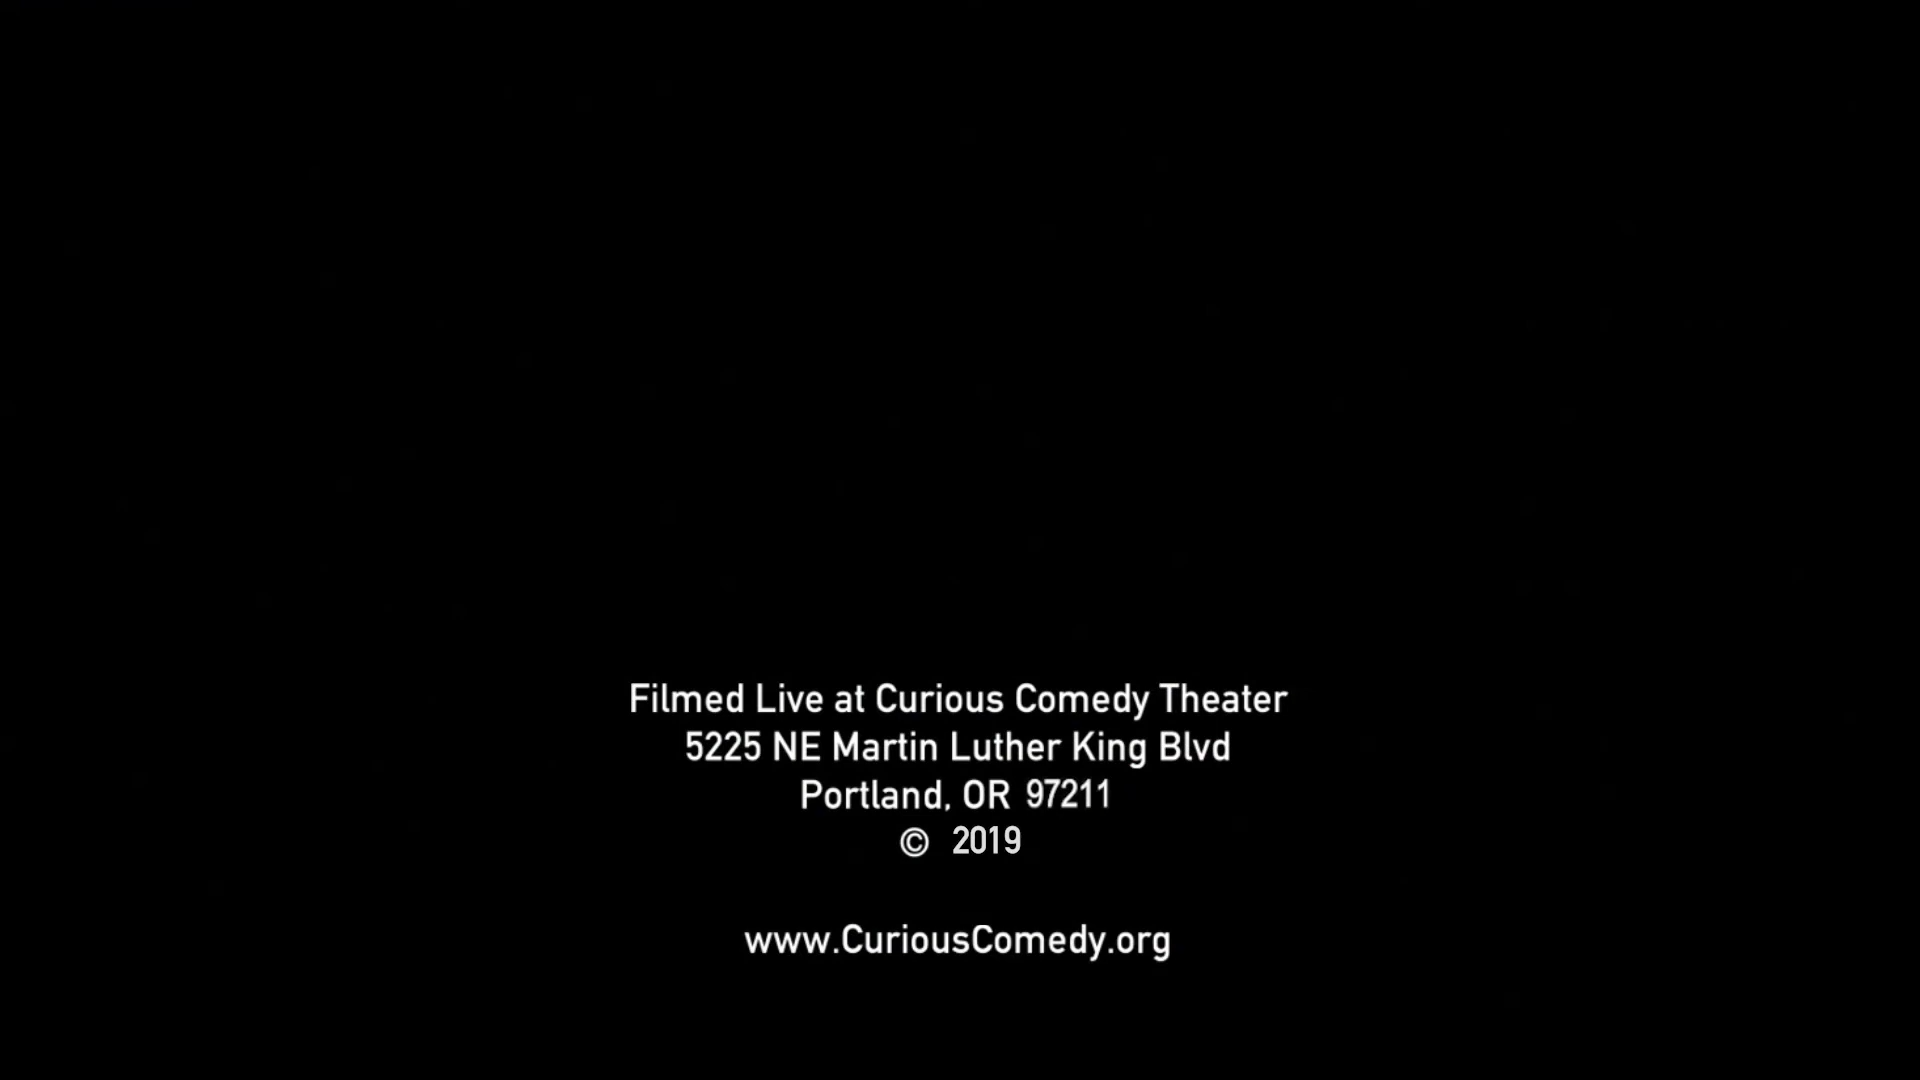 Filmed Live at Curious Comedy Theater
5225 NE Martin Luther King Blvd
Portland, OR 97211
© 2019
www.CuriousComedy.org